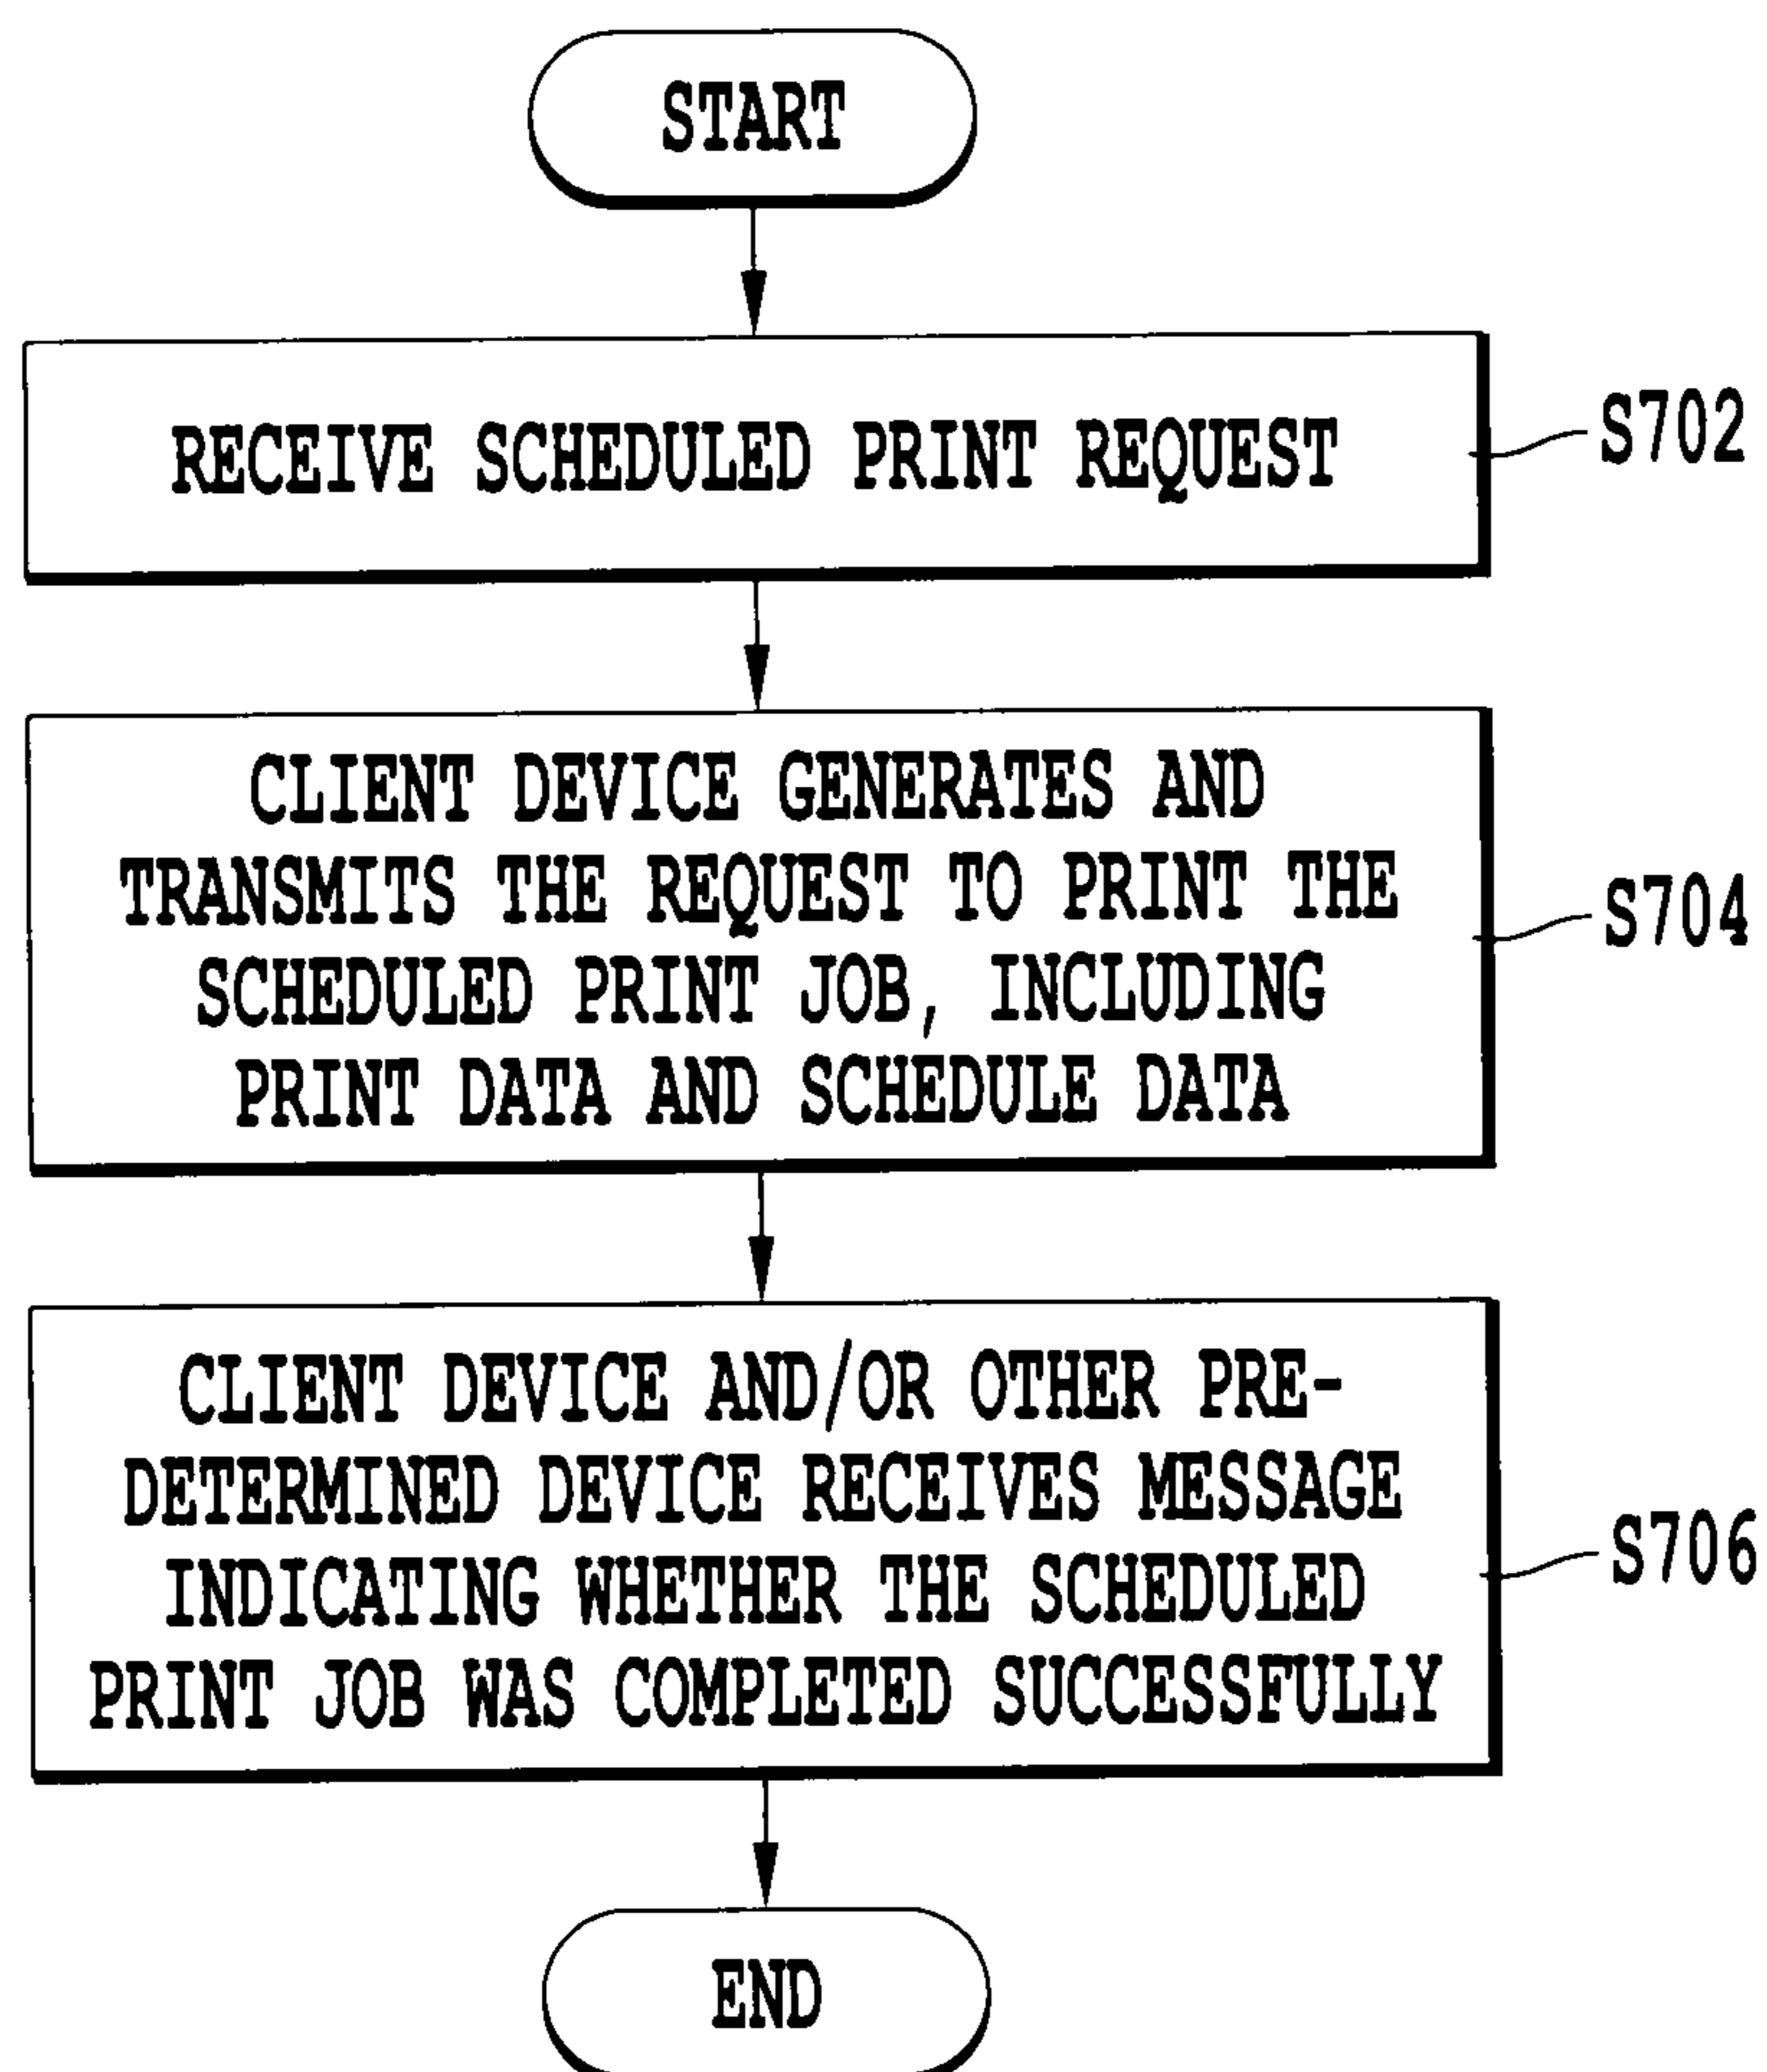 START
RECEIVE SCHEDULED PRINT REQUEST
S702
CLIENT DEVICE GENERATES AND
TRANSMITS THE REQUEST TO PRINT THE
SCHEDULED PRINT JOB, INCLUDING
PRINT DATA AND SCHEDULE DATA
S704
CLIENT DEVICE AND/OR OTHER PRE-
DETERMINED DEVICE RECEIVES MESSAGE
INDICATING WHETHER THE SCHEDULED
PRINT JOB WAS COMPLETED SUCCESSFULLY
S706
END